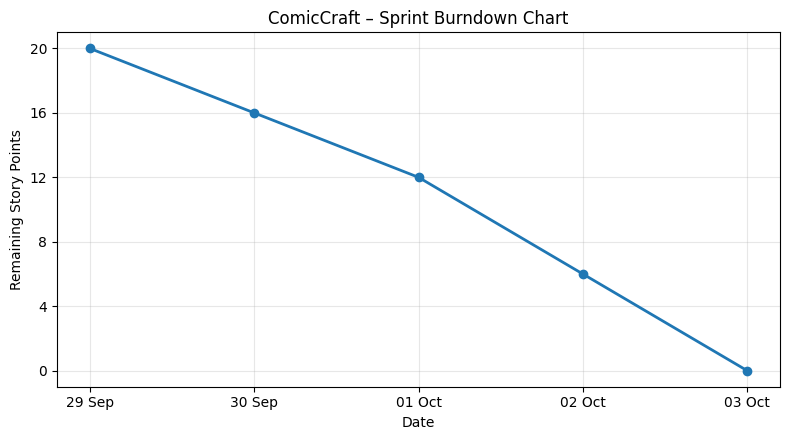 ComicCraft – Sprint Burndown Chart
Remaining Story Points
20
16
12
8
4
0
29 Sep
30 Sep
01 Oct
02 Oct
03 Oct
Date